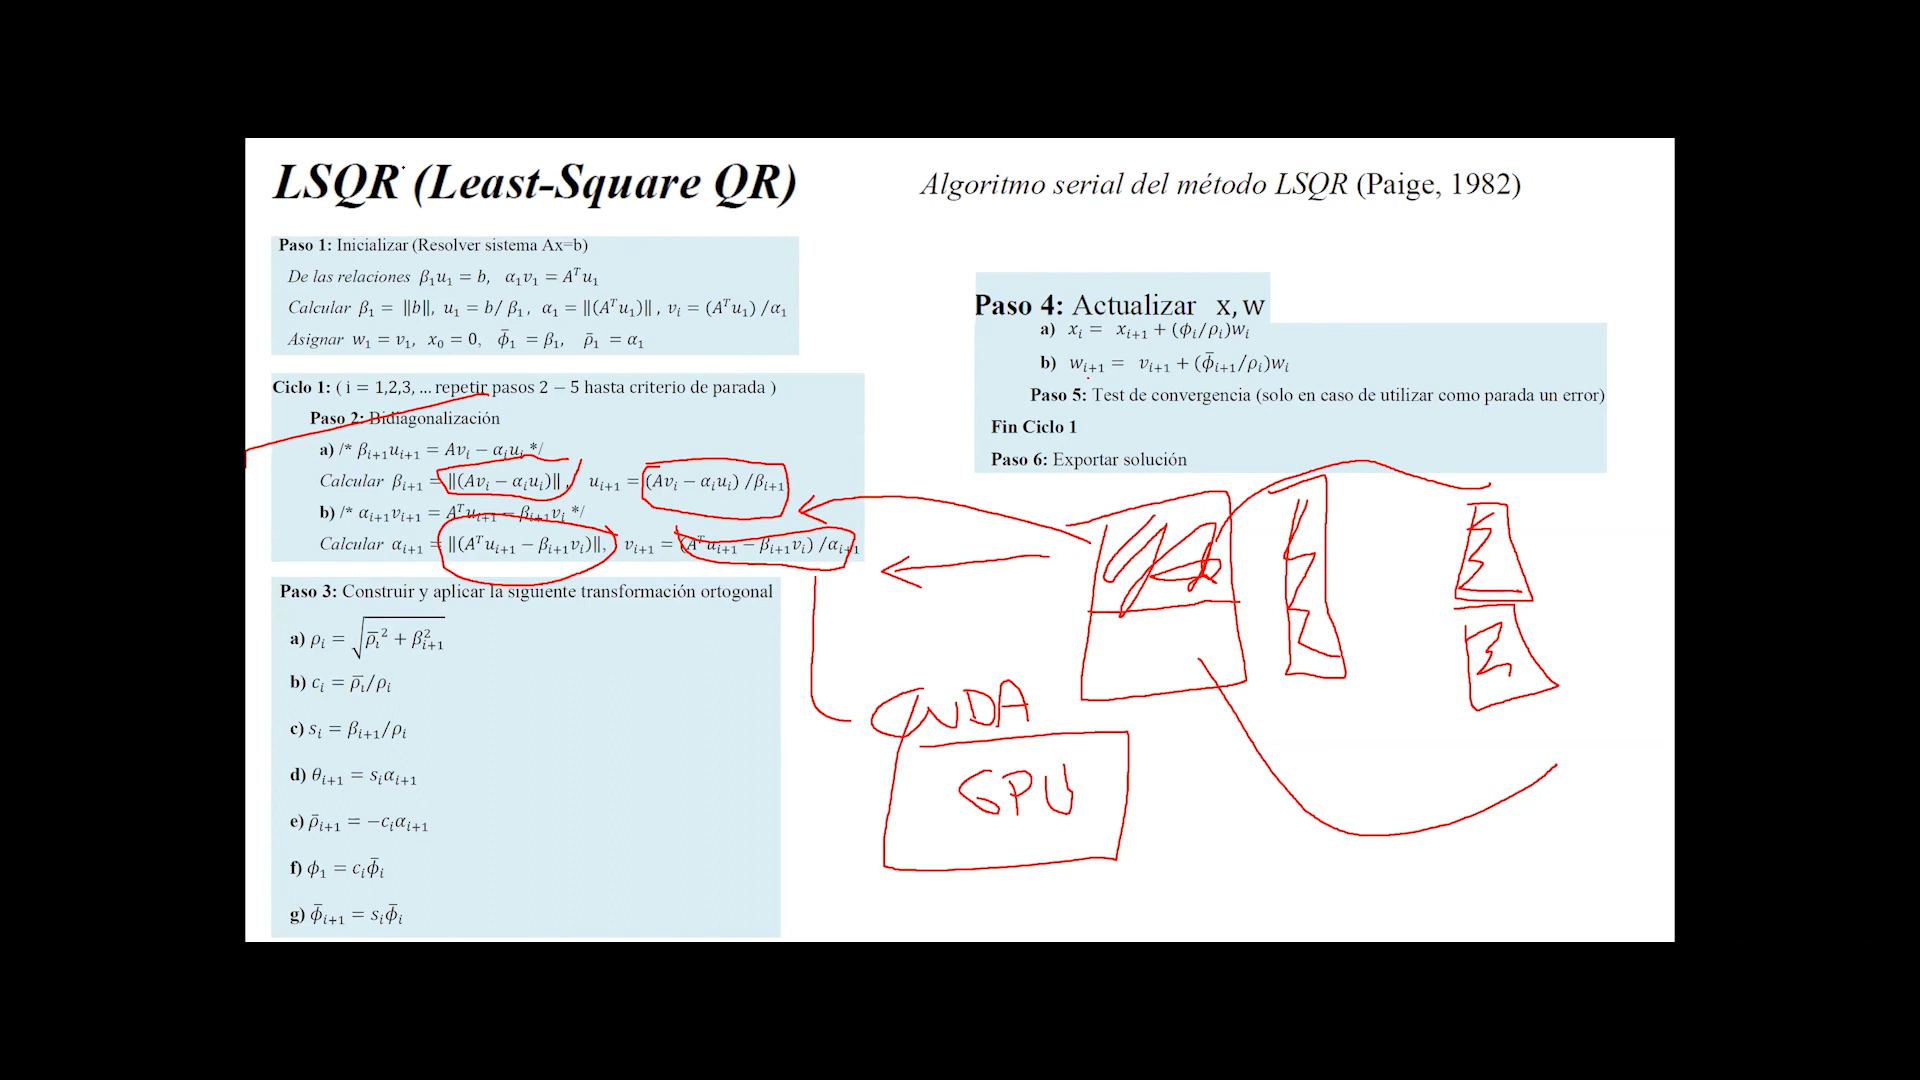 LSQR (Least-Square QR)
Algoritmo serial del método LSQR (Paige, 1982)
Paso 1: Inicializar (Resolver sistema Ax=b)
De las relaciones β₁u₁ = b, α₁v₁ = Aᵀu₁
Calcular β₁ = ‖b‖, u₁ = b/ β₁ , α₁ = ‖(Aᵀu₁)‖ , vᵢ = (Aᵀu₁) /α₁
Asignar w₁ = v₁, x₀ = 0, ϕ̄₁ = β₁, ρ̄₁ = α₁
Ciclo 1: ( i = 1,2,3, … repetir pasos 2 − 5 hasta criterio de parada )
Paso 2: Bidiagonalización
a) /* βᵢ₊₁uᵢ₊₁ = Avᵢ − αᵢuᵢ */
Calcular βᵢ₊₁ = ‖(Avᵢ − αᵢuᵢ)‖ , uᵢ₊₁ = (Avᵢ − αᵢuᵢ) /βᵢ₊₁
b) /* αᵢ₊₁vᵢ₊₁ = Aᵀuᵢ₊₁ − βᵢ₊₁vᵢ */
Calcular αᵢ₊₁ = ‖(Aᵀuᵢ₊₁ − βᵢ₊₁vᵢ)‖, vᵢ₊₁ = (Aᵀuᵢ₊₁ − βᵢ₊₁vᵢ) /αᵢ₊₁
Paso 3: Construir y aplicar la siguiente transformación ortogonal
a) ρᵢ = √(ρ̄ᵢ² + β²ᵢ₊₁)
b) cᵢ = ρ̄ᵢ/ρᵢ
c) sᵢ = βᵢ₊₁/ρᵢ
d) θᵢ₊₁ = sᵢαᵢ₊₁
e) ρ̄ᵢ₊₁ = −cᵢαᵢ₊₁
f) ϕ₁ = cᵢϕ̄ᵢ
g) ϕ̄ᵢ₊₁ = sᵢϕ̄ᵢ
Paso 4: Actualizar x, w
a) xᵢ = xᵢ₊₁ + (ϕᵢ/ρᵢ)wᵢ
b) wᵢ₊₁ = vᵢ₊₁ + (ϕ̄ᵢ₊₁/ρᵢ)wᵢ
Paso 5: Test de convergencia (solo en caso de utilizar como parada un error)
Fin Ciclo 1
Paso 6: Exportar solución
CUDA
GPU